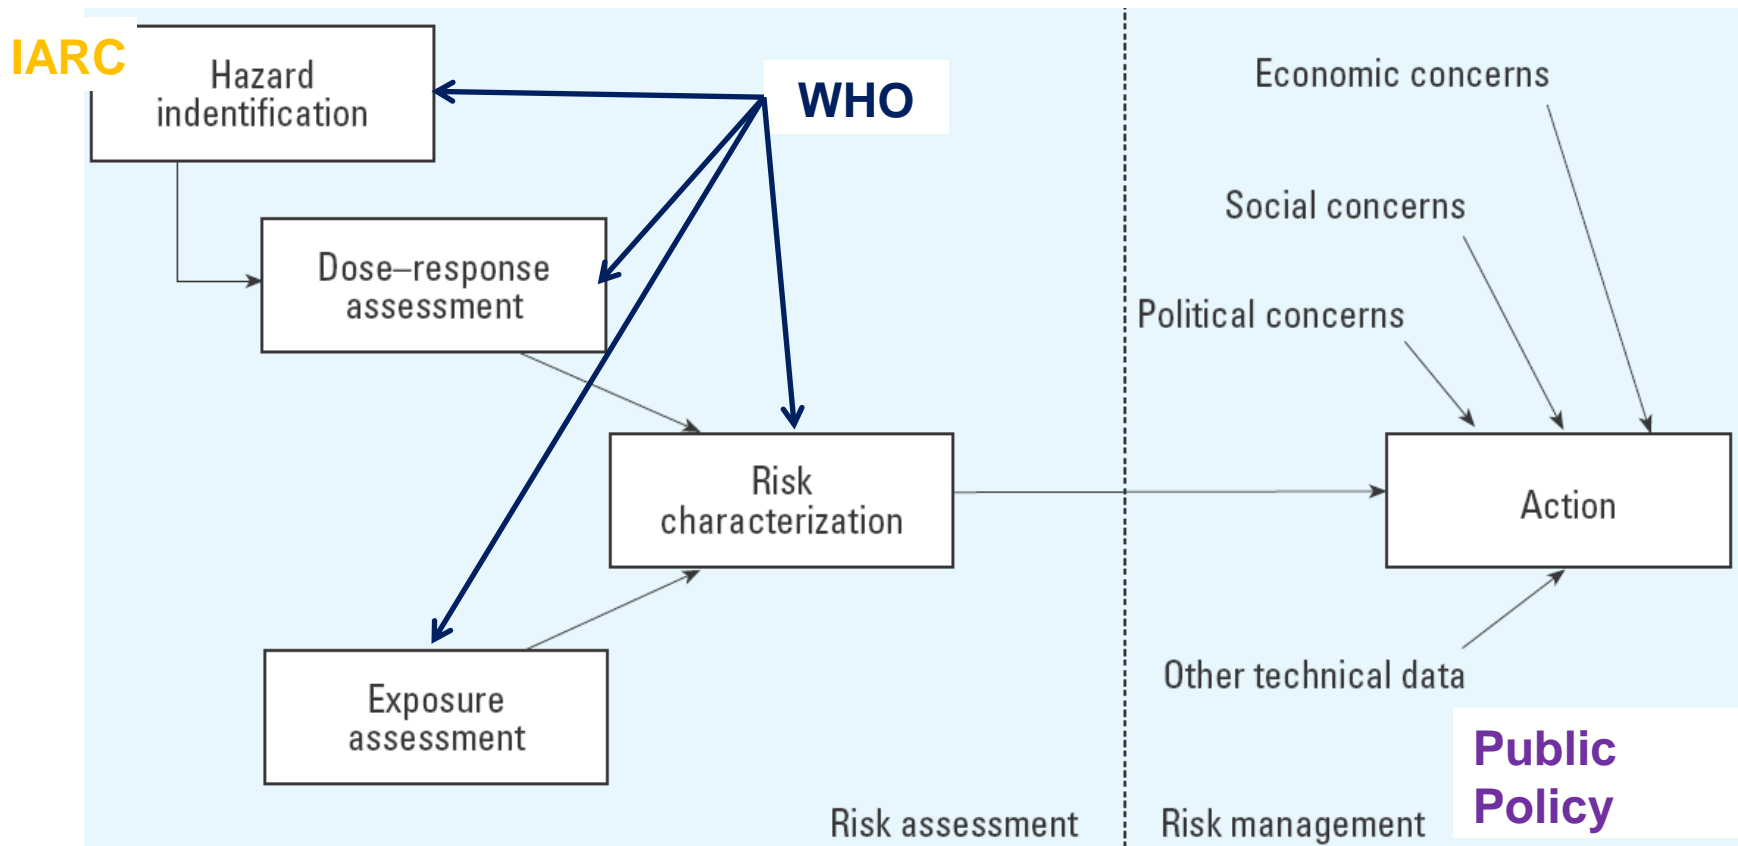 IARC
Hazard
indentification
WHO
Economic concerns
Social concerns
Dose–response
assessment
Political concerns
Risk
characterization
Action
Exposure
assessment
Other technical data
Public
Policy
Risk assessment
Risk management